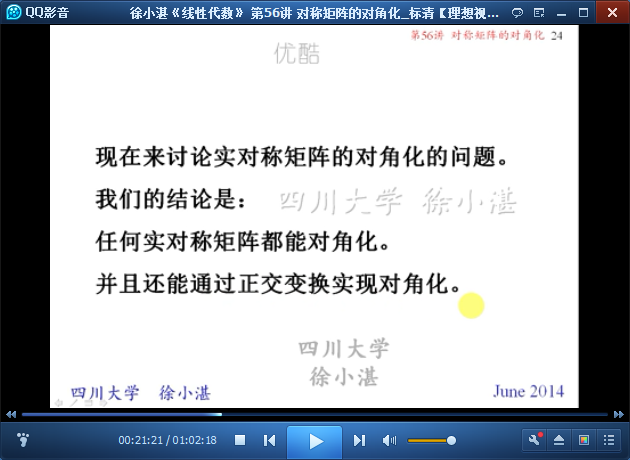 QQ影音
徐小湛《线性代数》 第56讲 对称矩阵的对角化_标清【理想视...
第56讲 对称矩阵的对角化 24
优酷
现在来讨论实对称矩阵的对角化的问题。
我们的结论是：
四川大学 徐小湛
任何实对称矩阵都能对角化。
并且还能通过正交变换实现对角化。
四川大学
徐小湛
四川大学 徐小湛
June 2014
00:21:21 / 01:02:18